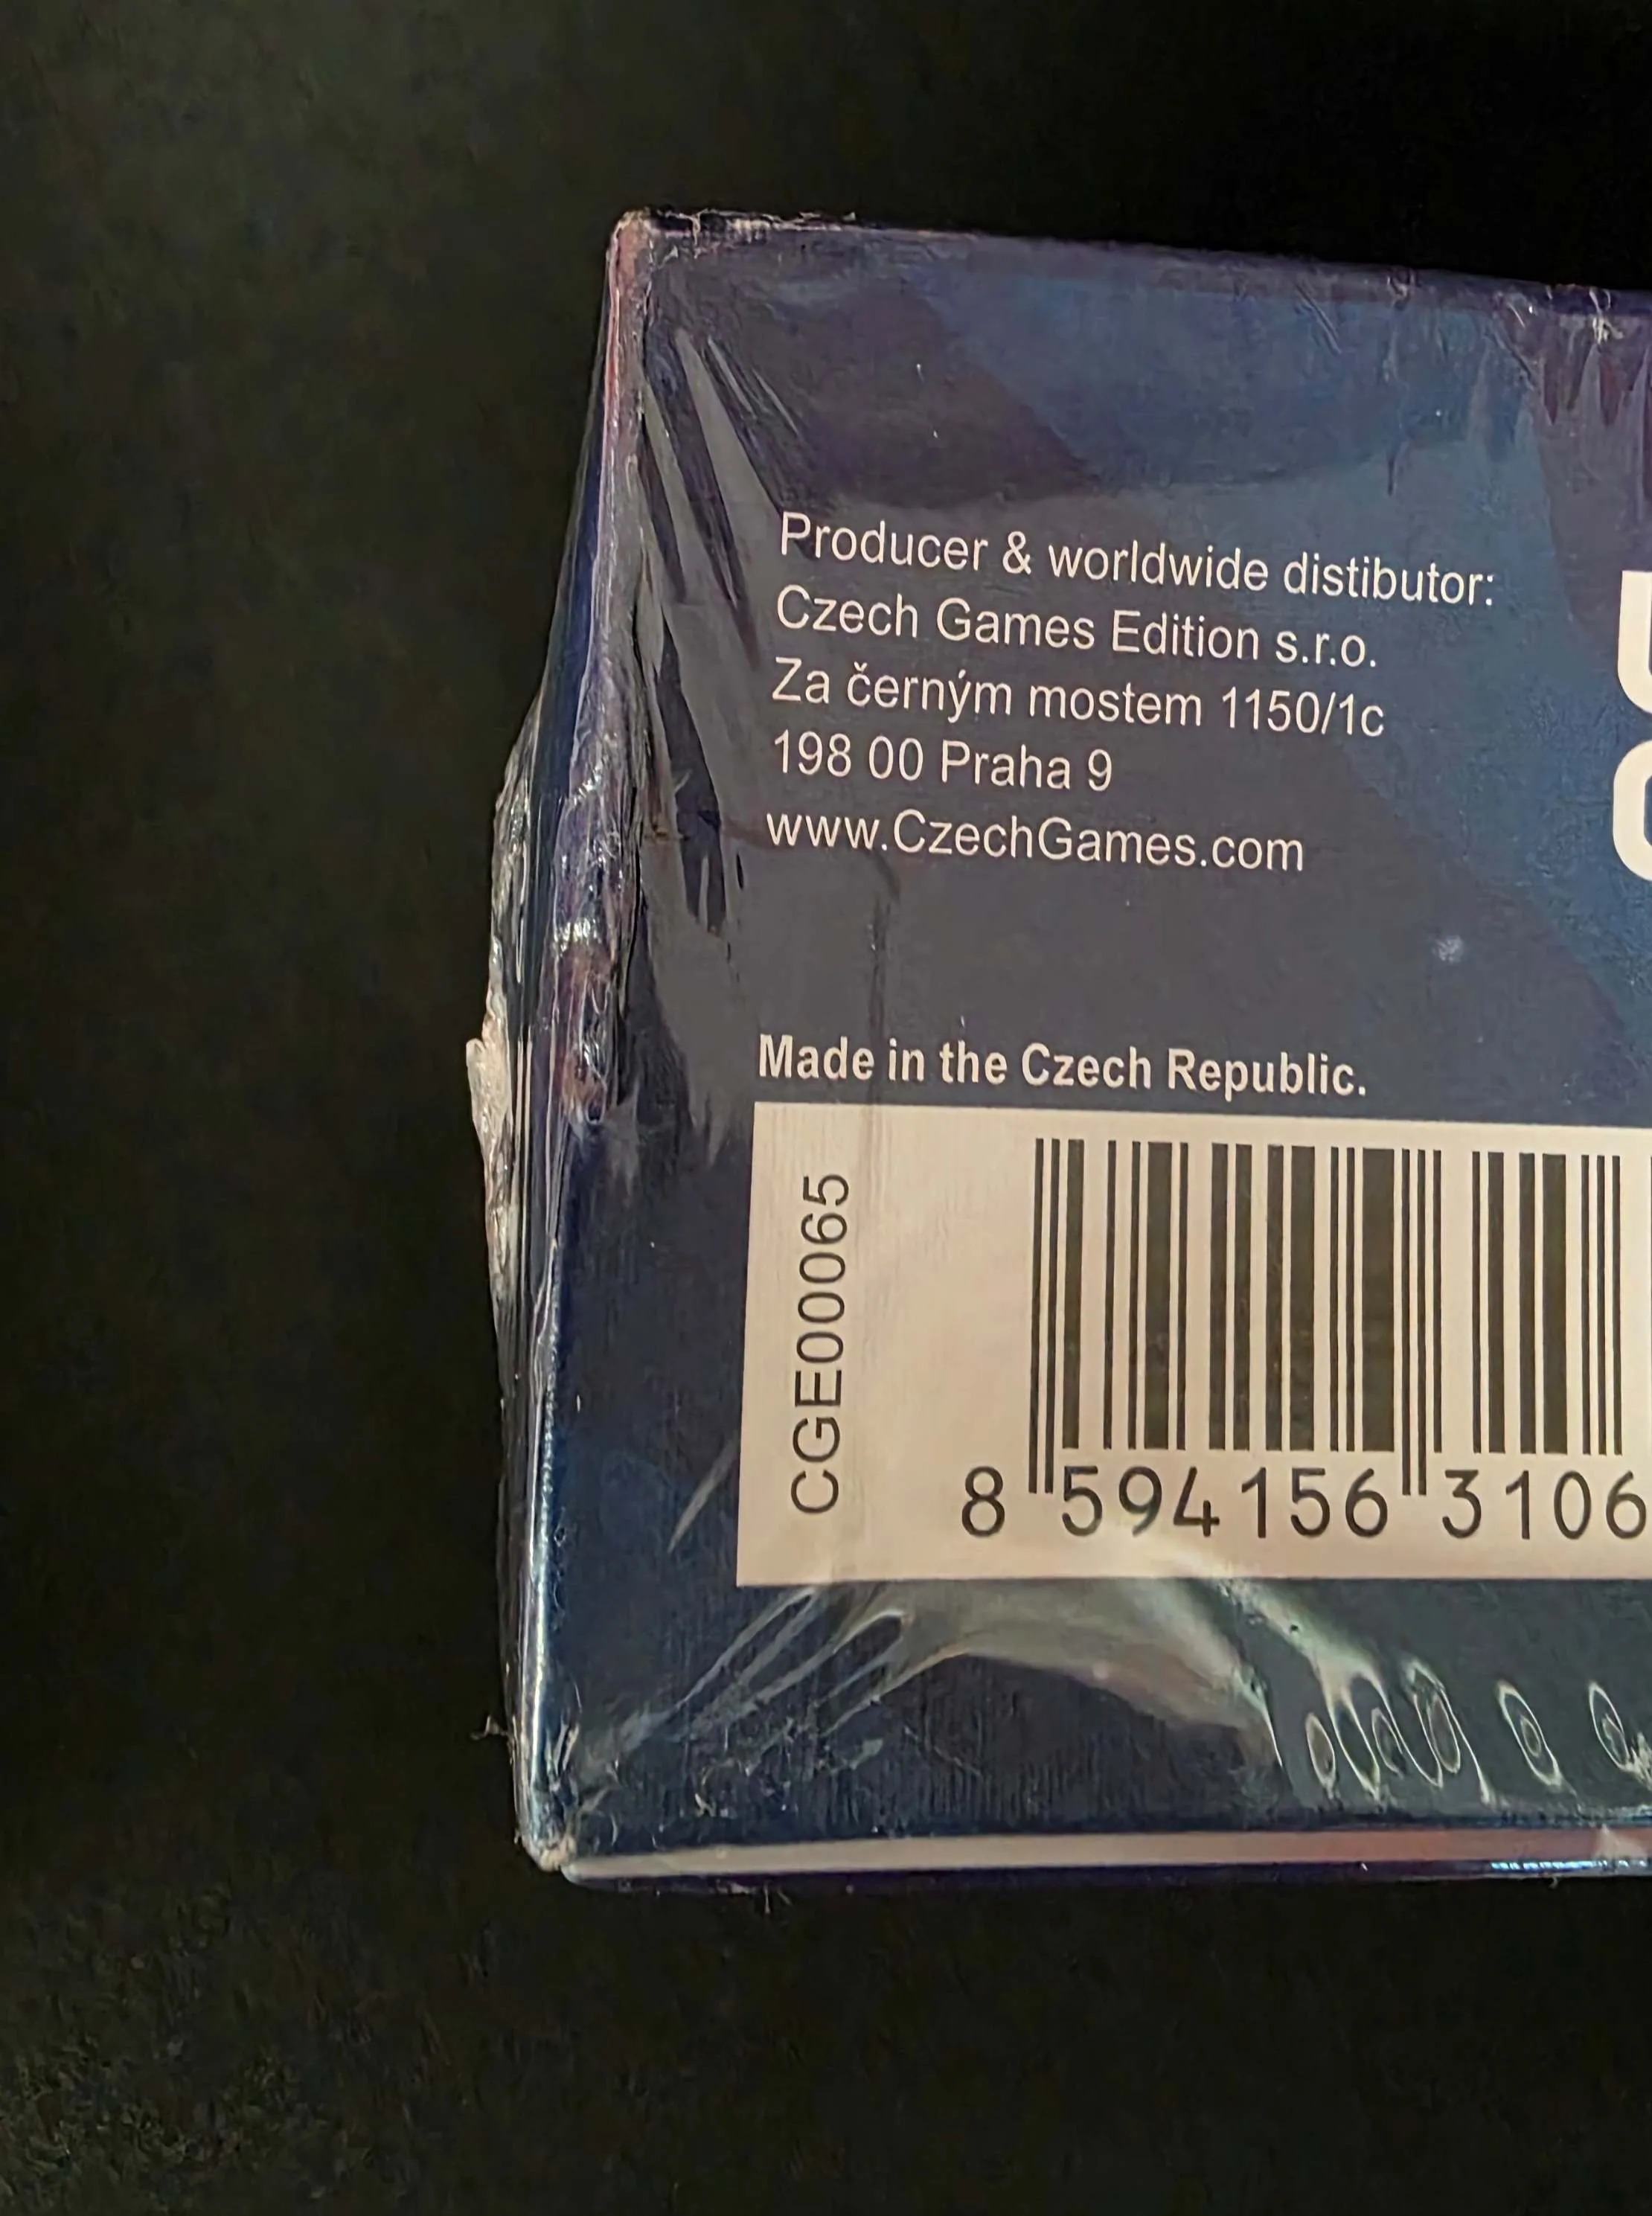 Producer & worldwide distibutor:
Czech Games Edition s.r.o.
Za černým mostem 1150/1c
198 00 Praha 9
www.CzechGames.com
Made in the Czech Republic.
CGE00065
8 594156 3106